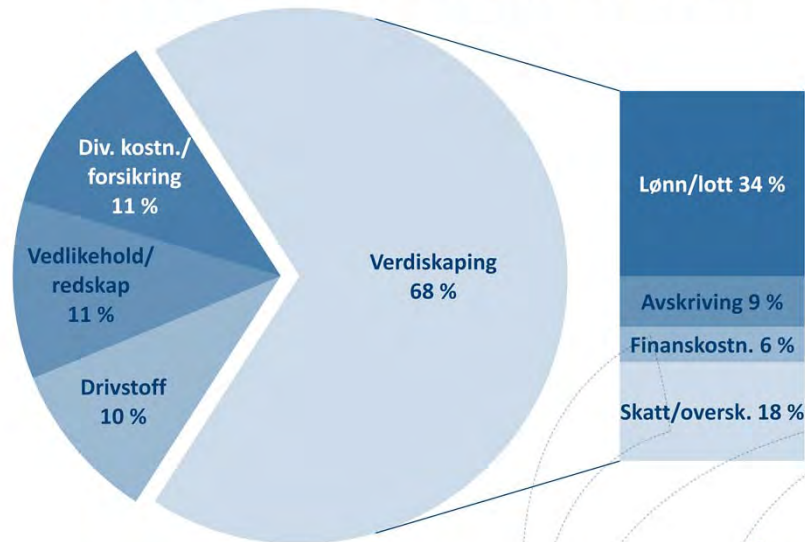 Div. kostn./
forsikring
11 %
Vedlikehold/
redskap
11 %
Drivstoff
10 %
Verdiskaping
68 %
Lønn/lott 34 %
Avskriving 9 %
Finanskostn. 6 %
Skatt/oversk. 18 %